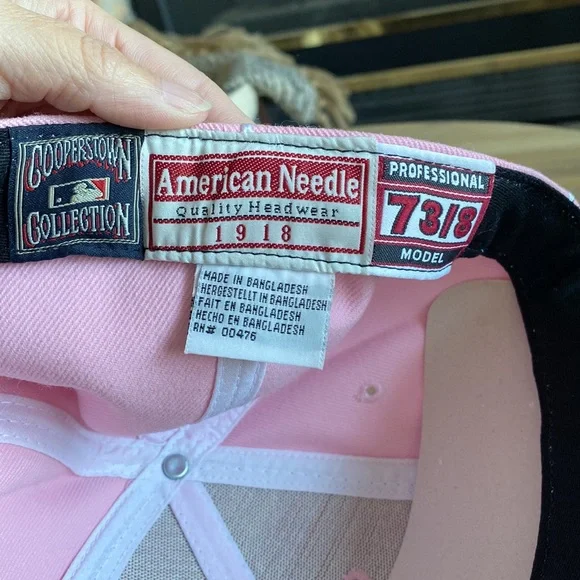 COOPERSTOWN
COLLECTION
American Needle
Quality Headwear
1918
PROFESSIONAL
7 3/8
MODEL
MADE IN BANGLADESH
HERGESTELLT IN BANGLADESH
FAIT EN BANGLADESH
HECHO EN BANGLADESH
RN# 00476